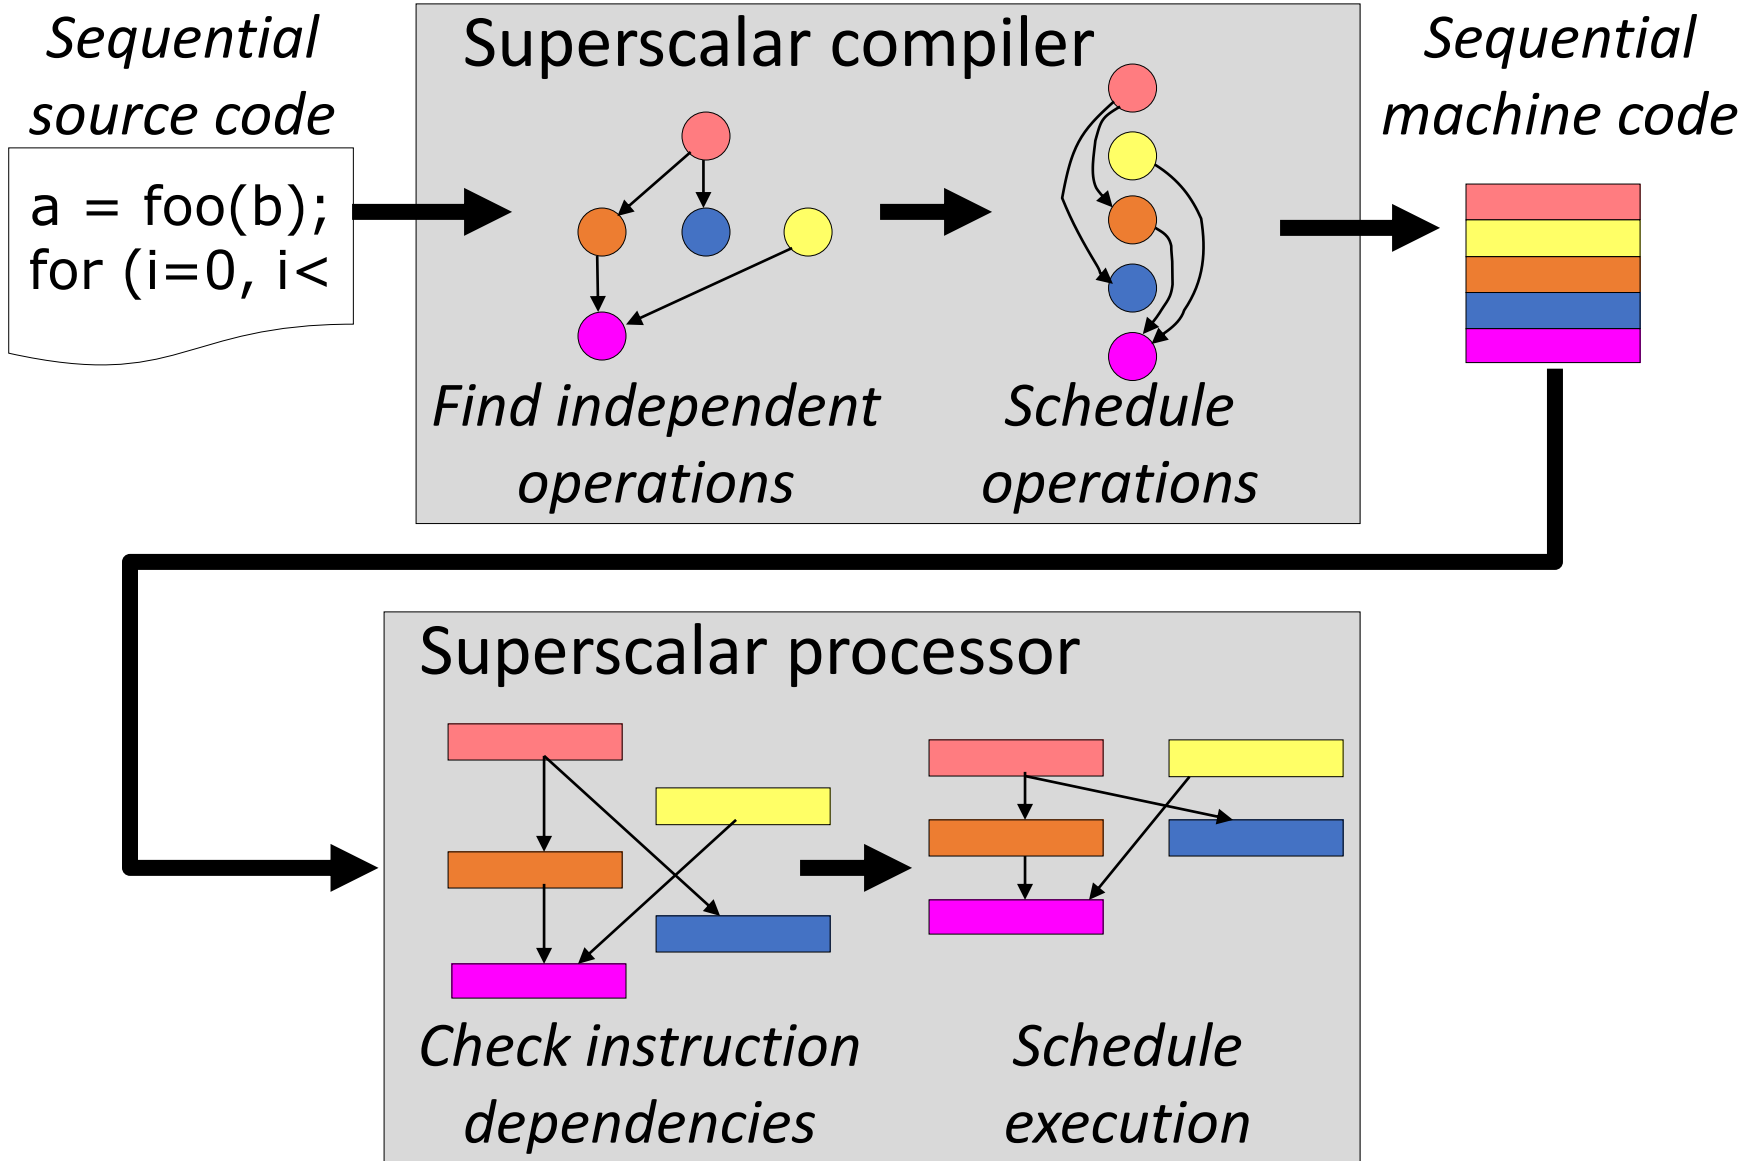 Sequential
source code
a = foo(b);
for (i=0, i<
Superscalar compiler
Find independent
operations
Schedule
operations
Sequential
machine code
Superscalar processor
Check instruction
dependencies
Schedule
execution